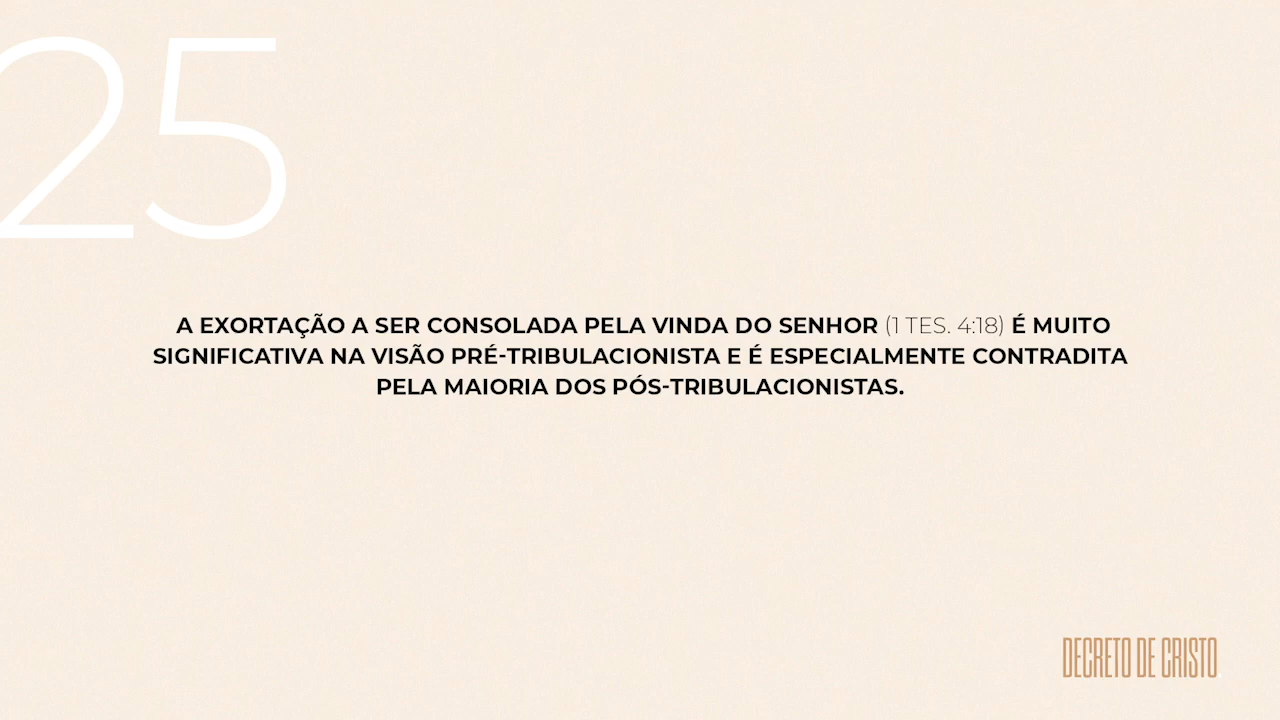 25
A EXORTAÇÃO A SER CONSOLADA PELA VINDA DO SENHOR (1 TES. 4:18) É MUITO
SIGNIFICATIVA NA VISÃO PRÉ-TRIBULACIONISTA E É ESPECIALMENTE CONTRADITA
PELA MAIORIA DOS PÓS-TRIBULACIONISTAS.
DECRETO DE CRISTO.